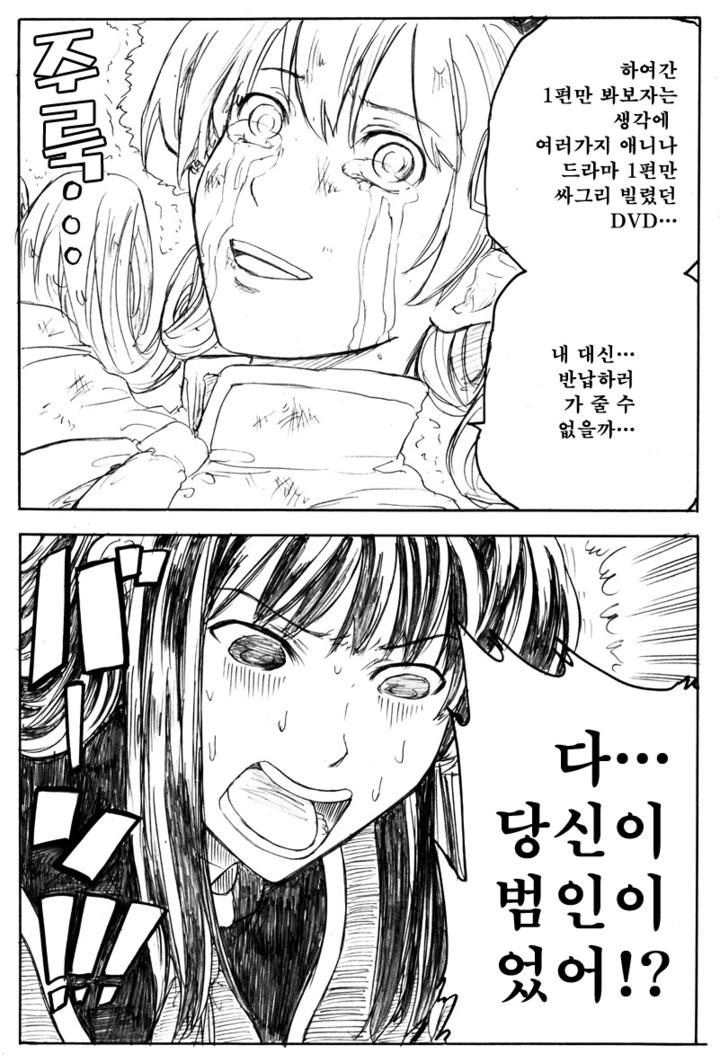 하여간
1편만 봐보자는
생각에
여러가지 애니나
드라마 1편만
싸그리 빌렸던
DVD…
내 대신…
반납하러
가 줄 수
없을까…
주륵...
ババッ!!!
다…
당신이
범인이
었어!?